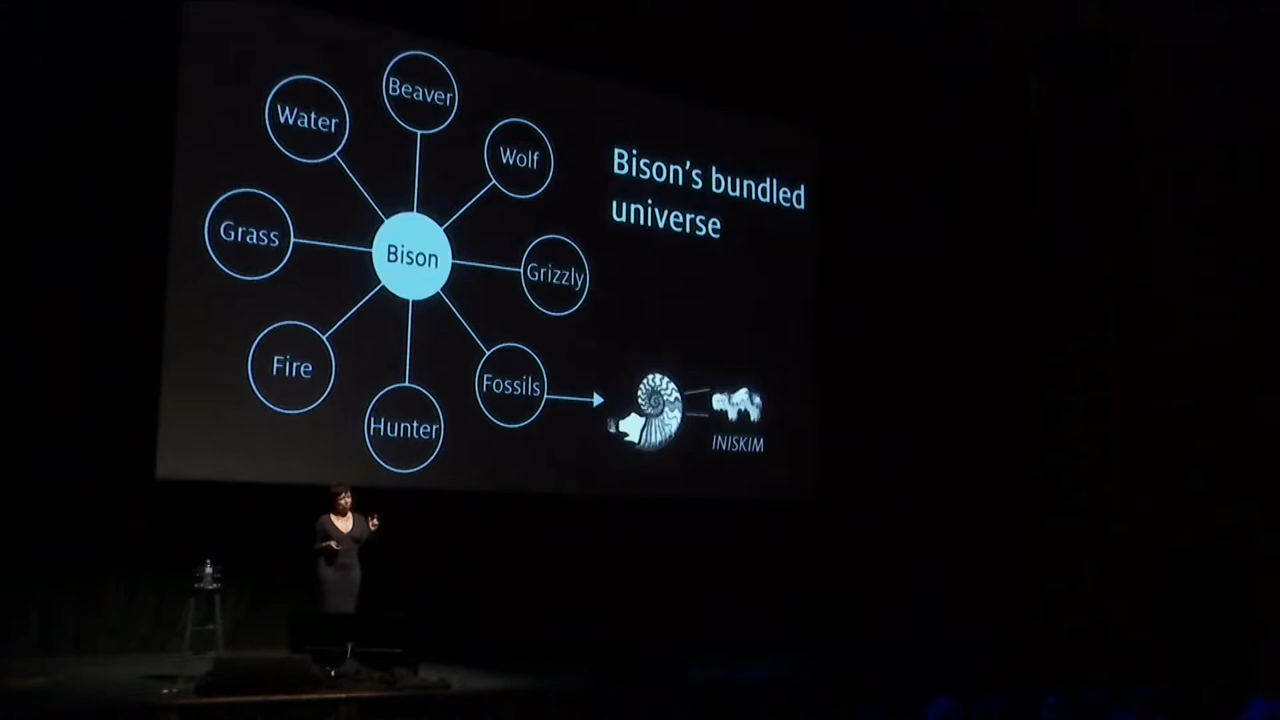 Beaver
Water
Wolf
Bison's bundled
universe
Grass
Bison
Grizzly
Fire
Fossils
Hunter
INISKIM